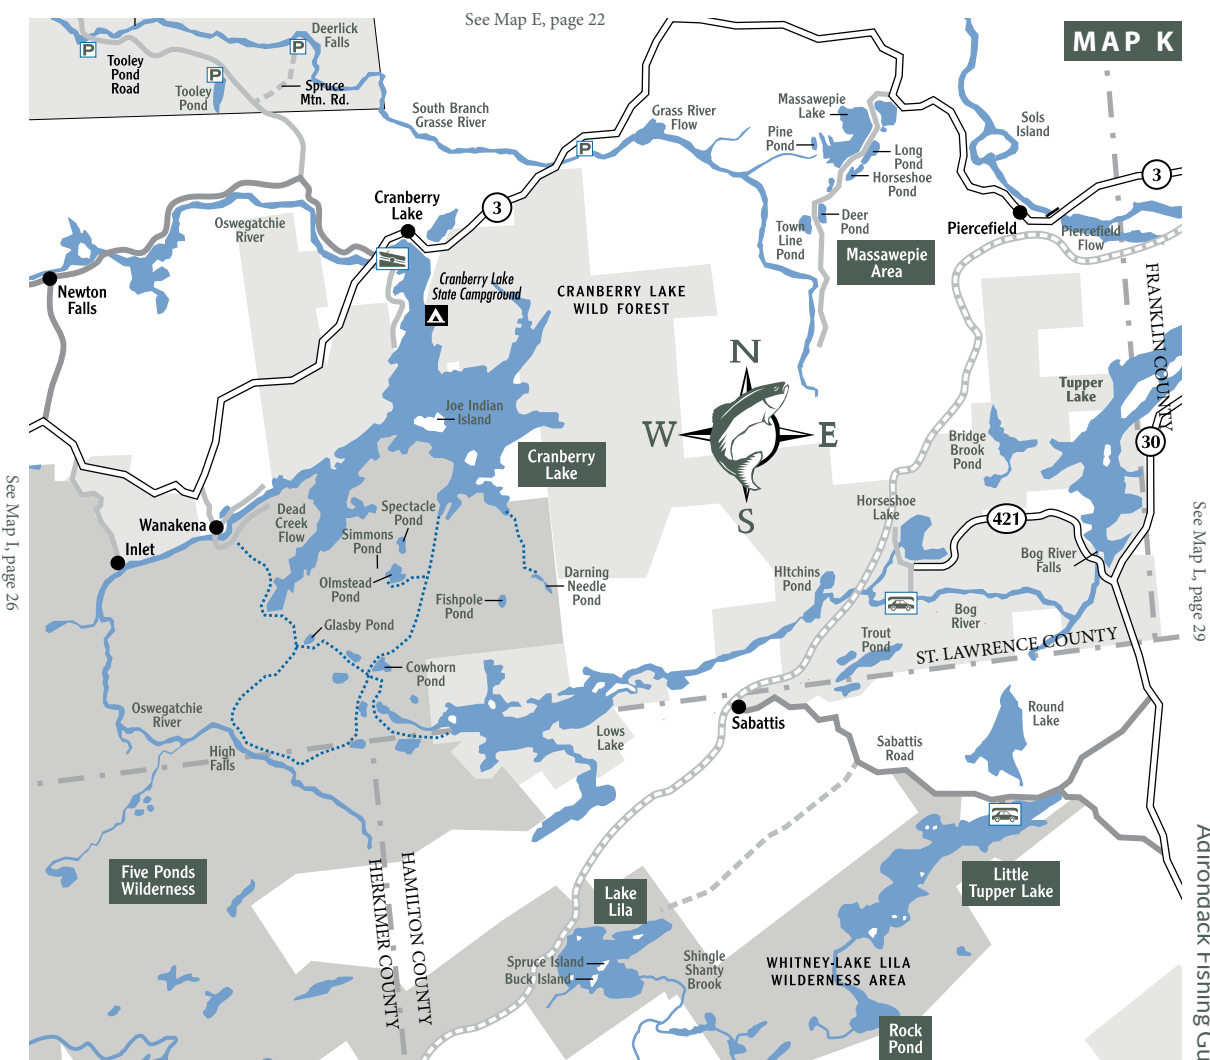 See Map E, page 22
MAP K
Deerlick
Falls
P
P
P
Tooley
Pond
Road
Tooley
Pond
Spruce
Mtn. Rd.
South Branch
Grasse River
Grass River
Flow
P
Massawepie
Lake
Pine
Pond
Long
Pond
Horseshoe
Pond
Sols
Island
3
Cranberry
Lake
3
Oswegatchie
River
Town
Line
Pond
Deer
Pond
Massawepie
Area
Piercefield
Piercefield
Flow
Newton
Falls
Cranberry Lake
State Campground
CRANBERRY LAKE
WILD FOREST
FRANKLIN COUNTY
N
W
E
S
Tupper
Lake
30
Joe Indian
Island
Cranberry
Lake
Bridge
Brook
Pond
See Map I, page 26
See Map L, page 29
Wanakena
Inlet
Dead
Creek
Flow
Spectacle
Pond
Simmons
Pond
Olmstead
Pond
Fishpole
Pond
Darning
Needle
Pond
Glasby Pond
Cowhorn
Pond
Horseshoe
Lake
421
Bog River
Falls
HItchins
Pond
Bog
River
Trout
Pond
ST. LAWRENCE COUNTY
Oswegatchie
River
High
Falls
Lows
Lake
Sabattis
Round
Lake
Sabattis
Road
Five Ponds
Wilderness
HAMILTON COUNTY
HERKIMER COUNTY
Lake
Lila
Little
Tupper Lake
Spruce Island
Buck Island
Shingle
Shanty
Brook
WHITNEY-LAKE LILA
WILDERNESS AREA
Rock
Pond
Adirondack Fishing Gu